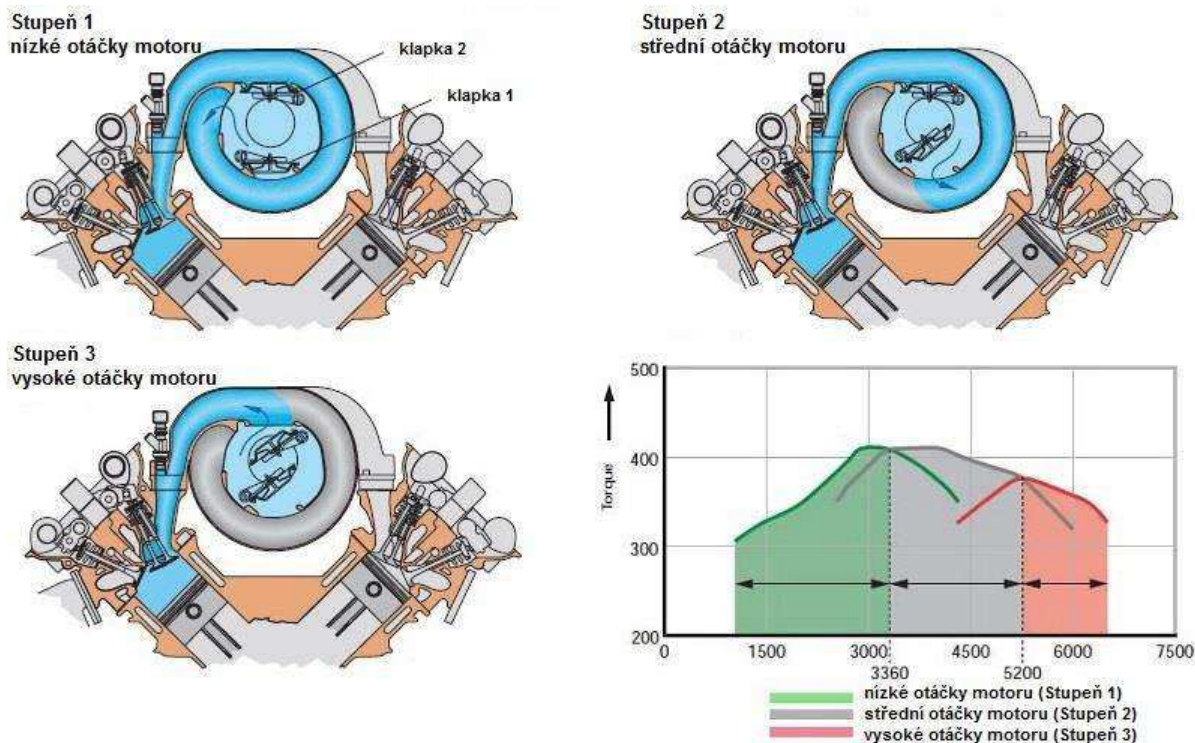 Stupeň 1
nízké otáčky motoru
klapka 2
klapka 1
Stupeň 2
střední otáčky motoru
Stupeň 3
vysoké otáčky motoru
Torque
500
400
300
200
0 1500 3000 4500 6000 7500
3360 5200
nízké otáčky motoru (Stupeň 1)
střední otáčky motoru (Stupeň 2)
vysoké otáčky motoru (Stupeň 3)